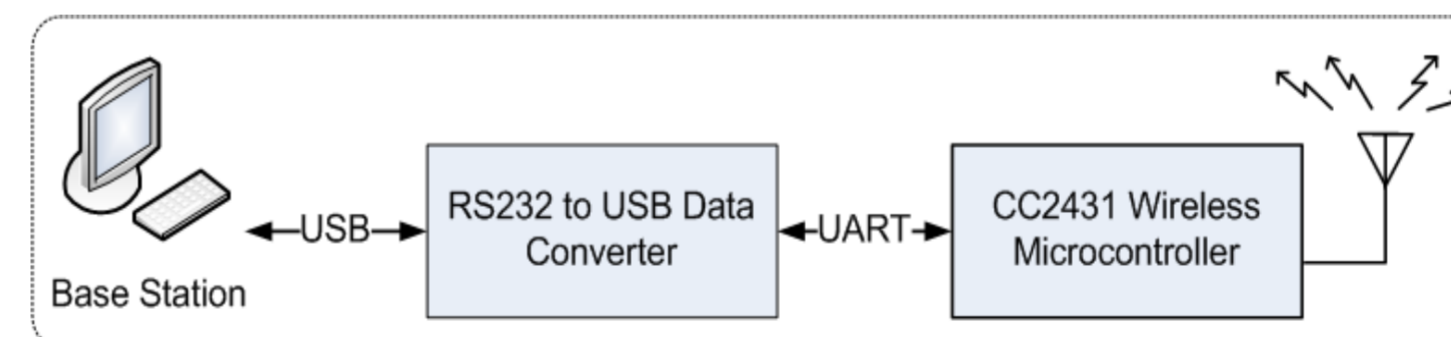 RS232 to USB Data
Converter
CC2431 Wireless
Microcontroller
USB
UART
Base Station